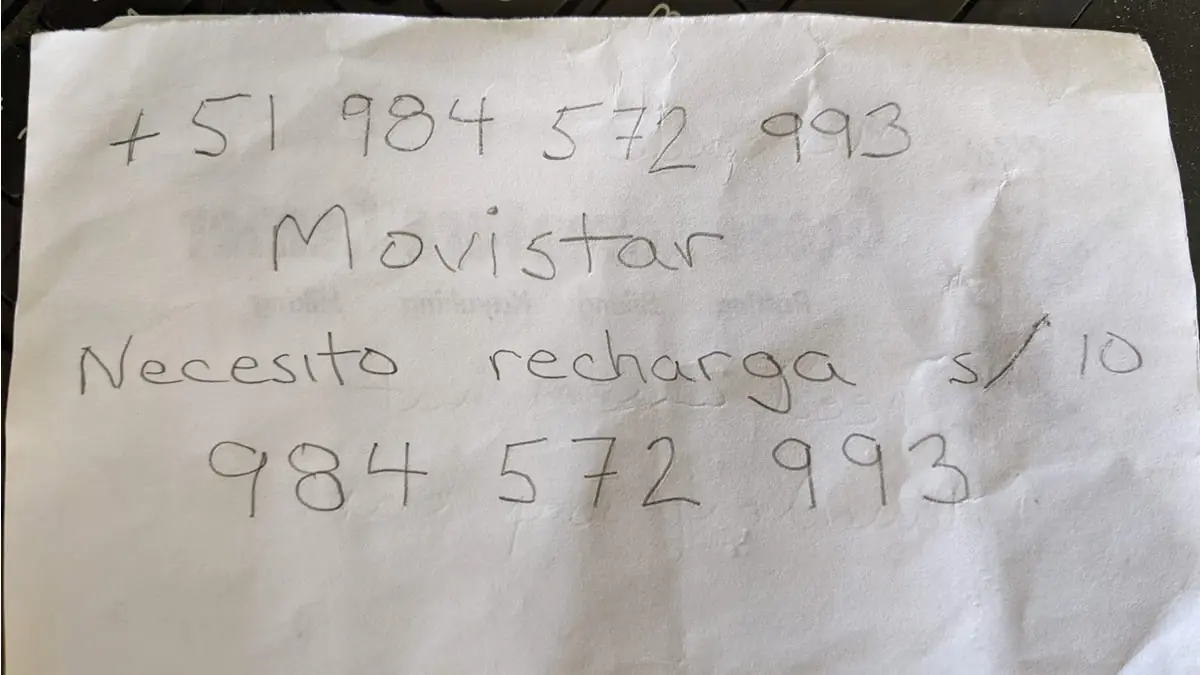 +51 984 572 993
Movistar
Necesito recharga s/ 10
984 572 993